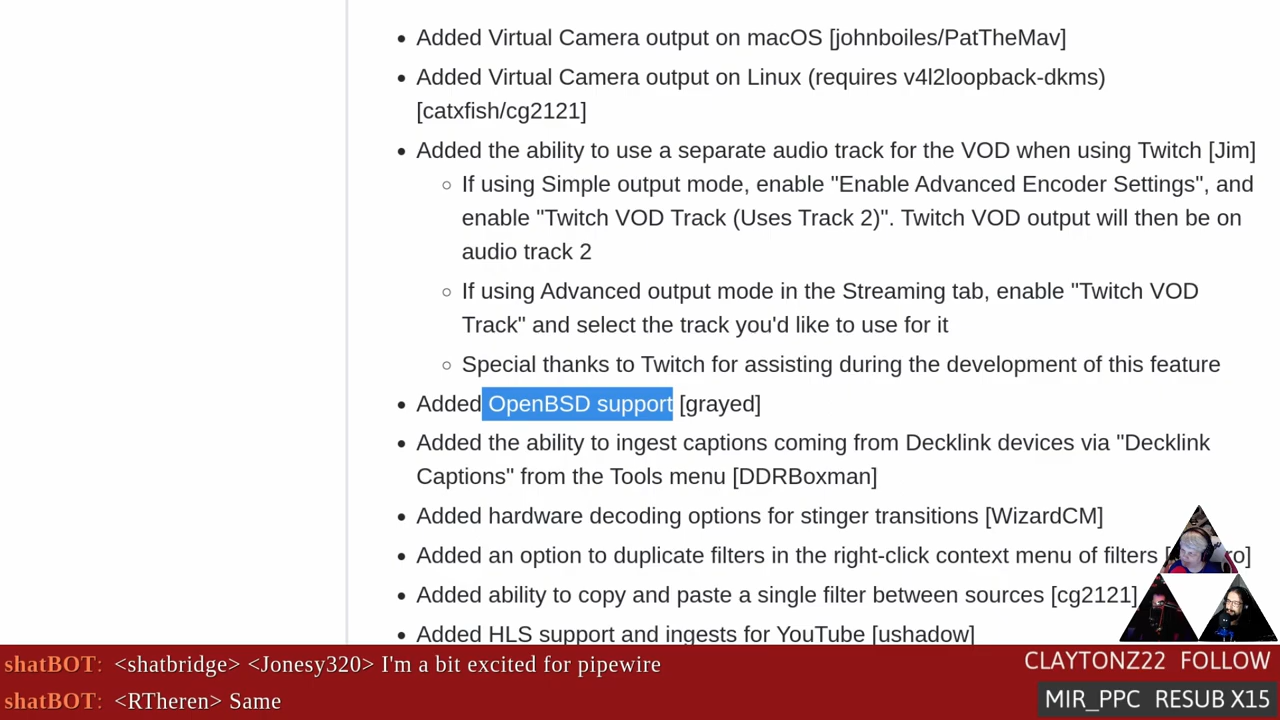 • Added Virtual Camera output on macOS [johnboiles/PatTheMav]
• Added Virtual Camera output on Linux (requires v4l2loopback-dkms)
[catxfish/cg2121]
• Added the ability to use a separate audio track for the VOD when using Twitch [Jim]
◦ If using Simple output mode, enable "Enable Advanced Encoder Settings", and
enable "Twitch VOD Track (Uses Track 2)". Twitch VOD output will then be on
audio track 2
◦ If using Advanced output mode in the Streaming tab, enable "Twitch VOD
Track" and select the track you'd like to use for it
◦ Special thanks to Twitch for assisting during the development of this feature
• Added OpenBSD support [grayed]
• Added the ability to ingest captions coming from Decklink devices via "Decklink
Captions" from the Tools menu [DDRBoxman]
• Added hardware decoding options for stinger transitions [WizardCM]
• Added an option to duplicate filters in the right-click context menu of filters
• Added ability to copy and paste a single filter between sources [cg2121]
• Added HLS support and ingests for YouTube [ushadow]
shatBOT: <shatbridge> <Jonesy320> I'm a bit excited for pipewire
shatBOT: <RTheren> Same
CLAYTONZ22 FOLLOW
MIR_PPC RESUB X15